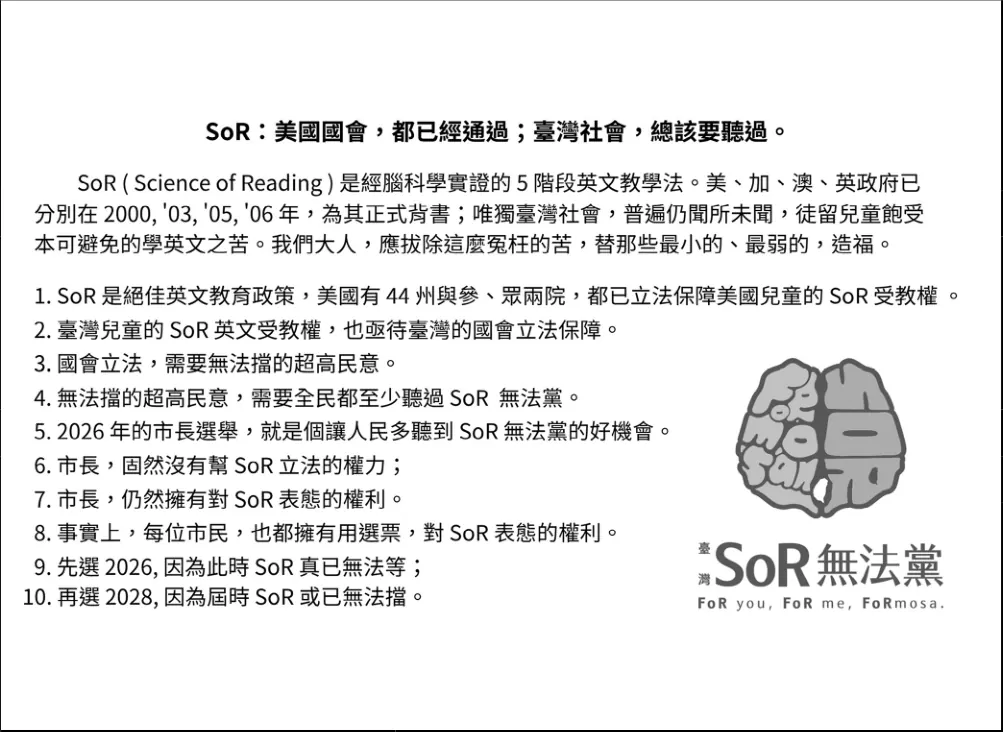 SoR：美國國會，都已經通過；臺灣社會，總該要聽過。
SoR ( Science of Reading ) 是經腦科學實證的 5 階段英文教學法。美、加、澳、英政府已
分別在 2000, '03, '05, '06 年，為其正式背書；唯獨臺灣社會，普遍仍聞所未聞，徒留兒童飽受
本可避免的學英文之苦。我們大人，應拔除這麼冤枉的苦，替那些最小的、最弱的，造福。
1. SoR 是絕佳英文教育政策，美國有 44 州與參、眾兩院，都已立法保障美國兒童的 SoR 受教權 。
2. 臺灣兒童的 SoR 英文受教權，也亟待臺灣的國會立法保障。
3. 國會立法，需要無法擋的超高民意。
4. 無法擋的超高民意，需要全民都至少聽過 SoR 無法黨。
5. 2026 年的市長選舉，就是個讓人民多聽到 SoR 無法黨的好機會。
6. 市長，固然沒有幫 SoR 立法的權力；
7. 市長，仍然擁有對 SoR 表態的權利。
8. 事實上，每位市民，也都擁有用選票，對 SoR 表態的權利。
9. 先選 2026, 因為此時 SoR 真已無法等；
10. 再選 2028, 因為屆時 SoR 或已無法擋。
臺灣 SoR 無法黨
FoR you, FoR me, FoRmosa.